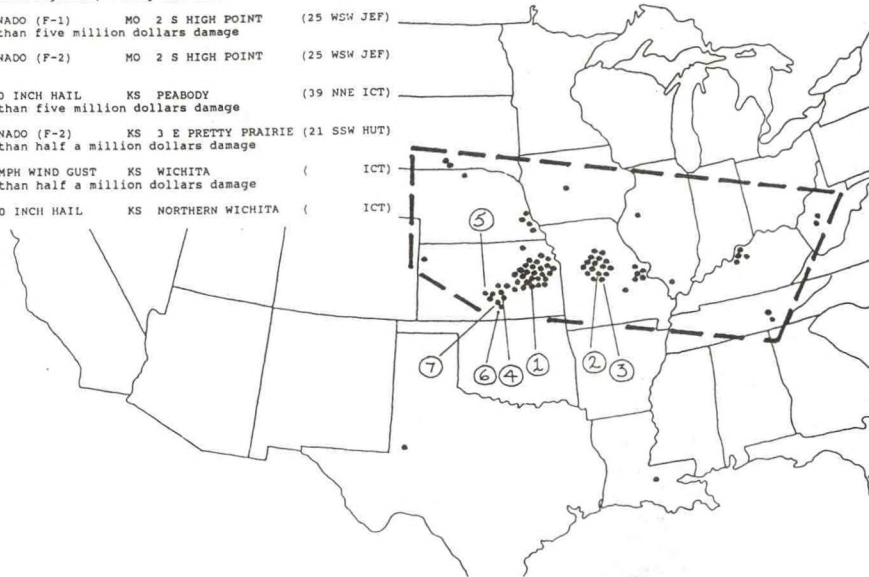 NADO (F-1) MO 2 S HIGH POINT (25 WSW JEF)
than five million dollars damage
NADO (F-2) MO 2 S HIGH POINT (25 WSW JEF)
0 INCH HAIL KS PEABODY (39 NNE ICT)
than five million dollars damage
NADO (F-2) KS 3 E PRETTY PRAIRIE (21 SSW HUT)
than half a million dollars damage
MPH WIND GUST KS WICHITA ( ICT)
than half a million dollars damage
0 INCH HAIL KS NORTHERN WICHITA ( ICT)
5
7 6 4 1 2 3